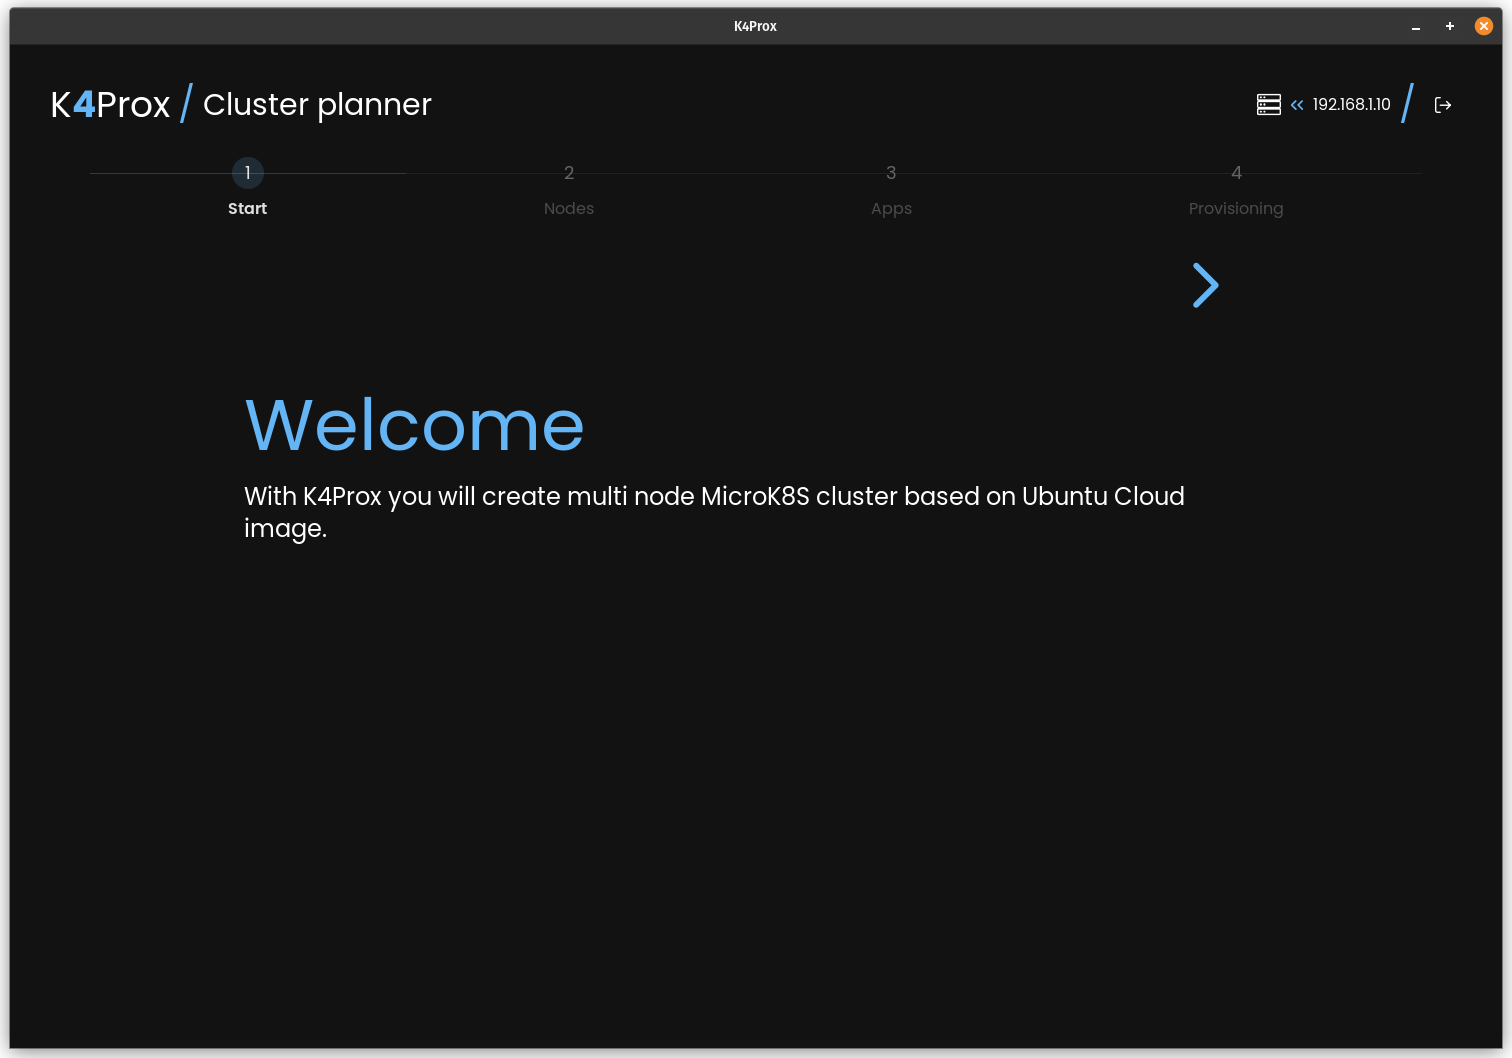 K4Prox
K4Prox / Cluster planner
192.168.1.10 /
1 2 3 4
Start Nodes Apps Provisioning
Welcome
With K4Prox you will create multi node MicroK8S cluster based on Ubuntu Cloud
image.